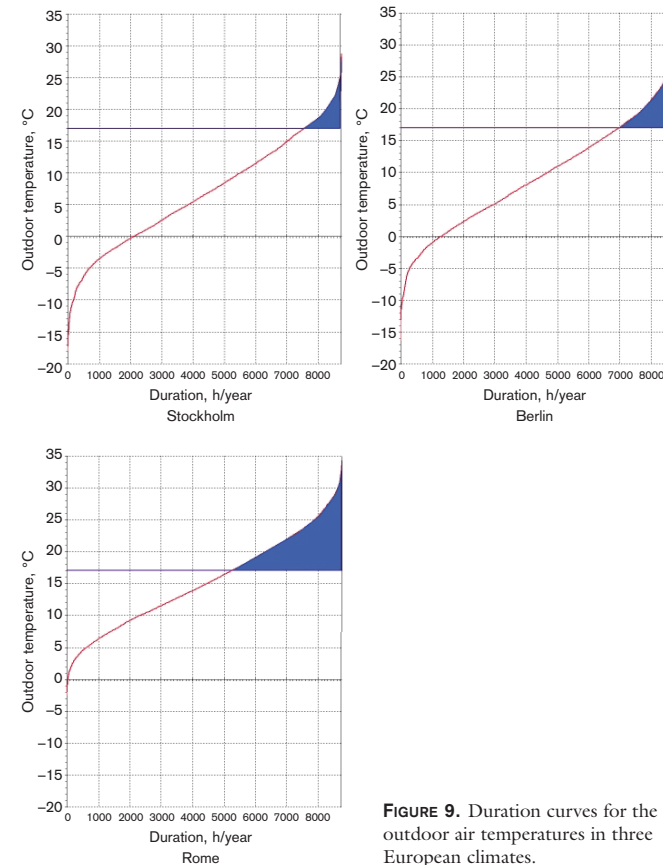 35
30
25
20
15
10
5
0
−5
−10
−15
−20
Outdoor temperature, °C
0 1000 2000 3000 4000 5000 6000 7000 8000
Duration, h/year
Stockholm
35
30
25
20
15
10
5
0
−5
−10
−15
−20
Outdoor temperature, °C
0 1000 2000 3000 4000 5000 6000 7000 8000
Duration, h/year
Berlin
35
30
25
20
15
10
5
0
−5
−10
−15
−20
Outdoor temperature, °C
0 1000 2000 3000 4000 5000 6000 7000 8000
Duration, h/year
Rome
FIGURE 9. Duration curves for the
outdoor air temperatures in three
European climates.